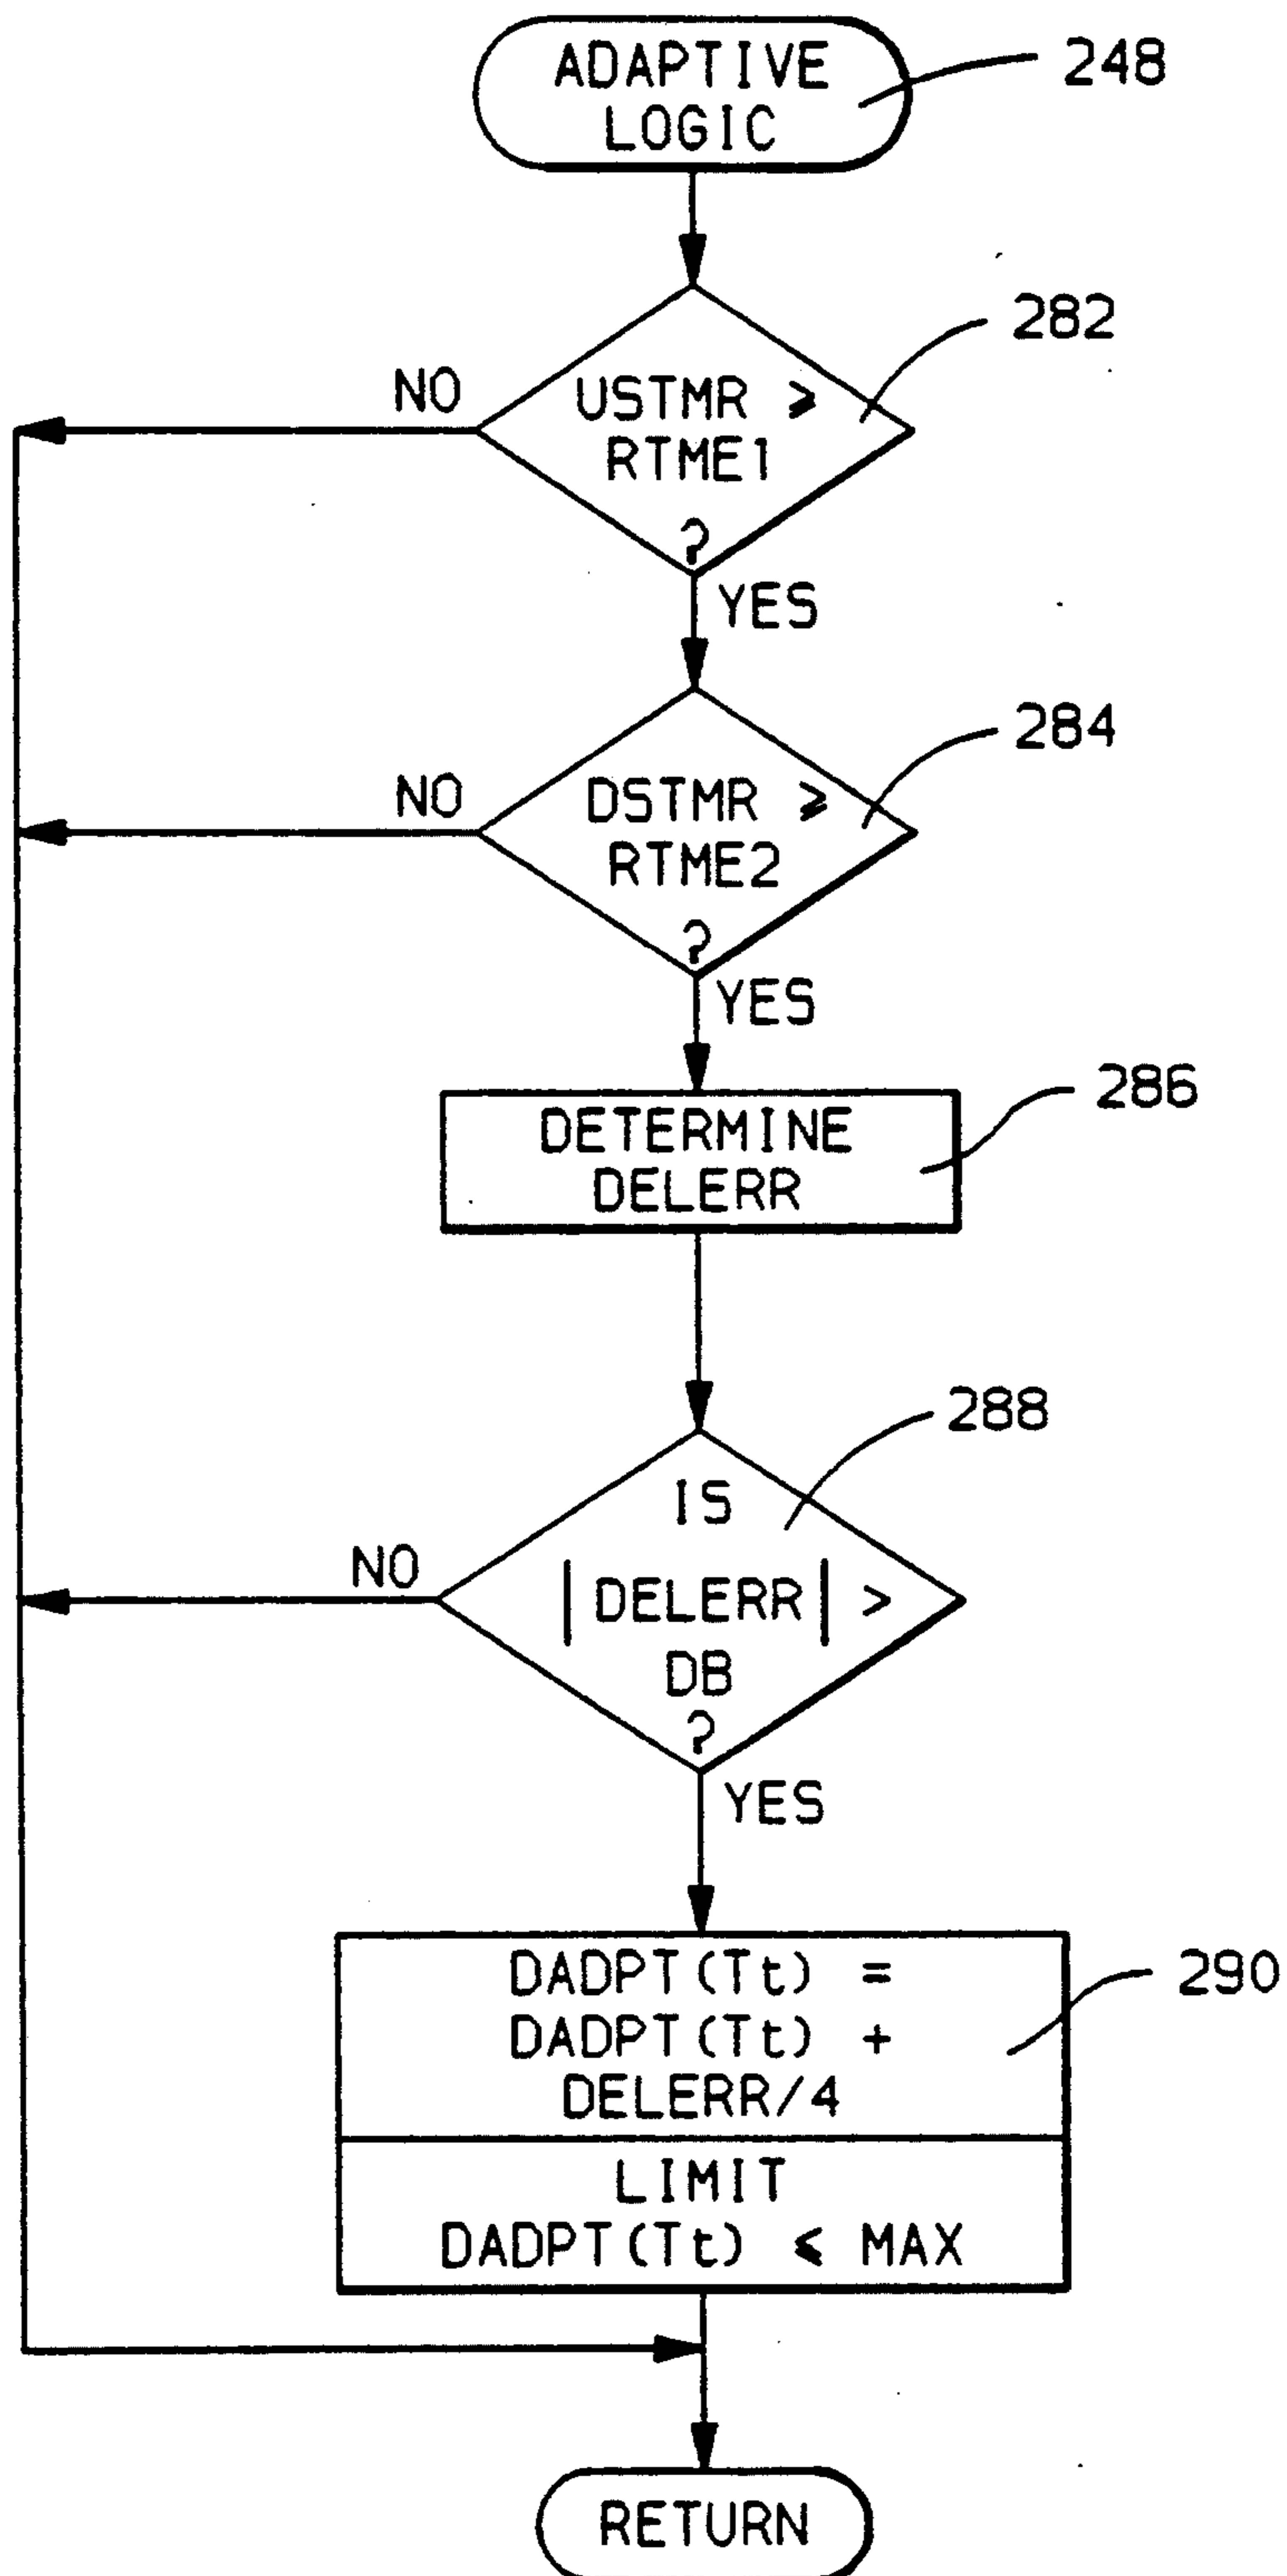 ADAPTIVE
LOGIC
248
282
NO
USTMR ⩾
RTME1
?
YES
284
NO
DSTMR ⩾
RTME2
?
YES
286
DETERMINE
DELERR
288
IS
NO
|DELERR| >
DB
?
YES
DADPT(Tt) =
290
DADPT(Tt) +
DELERR/4
LIMIT
DADPT(Tt) ⩽ MAX
RETURN